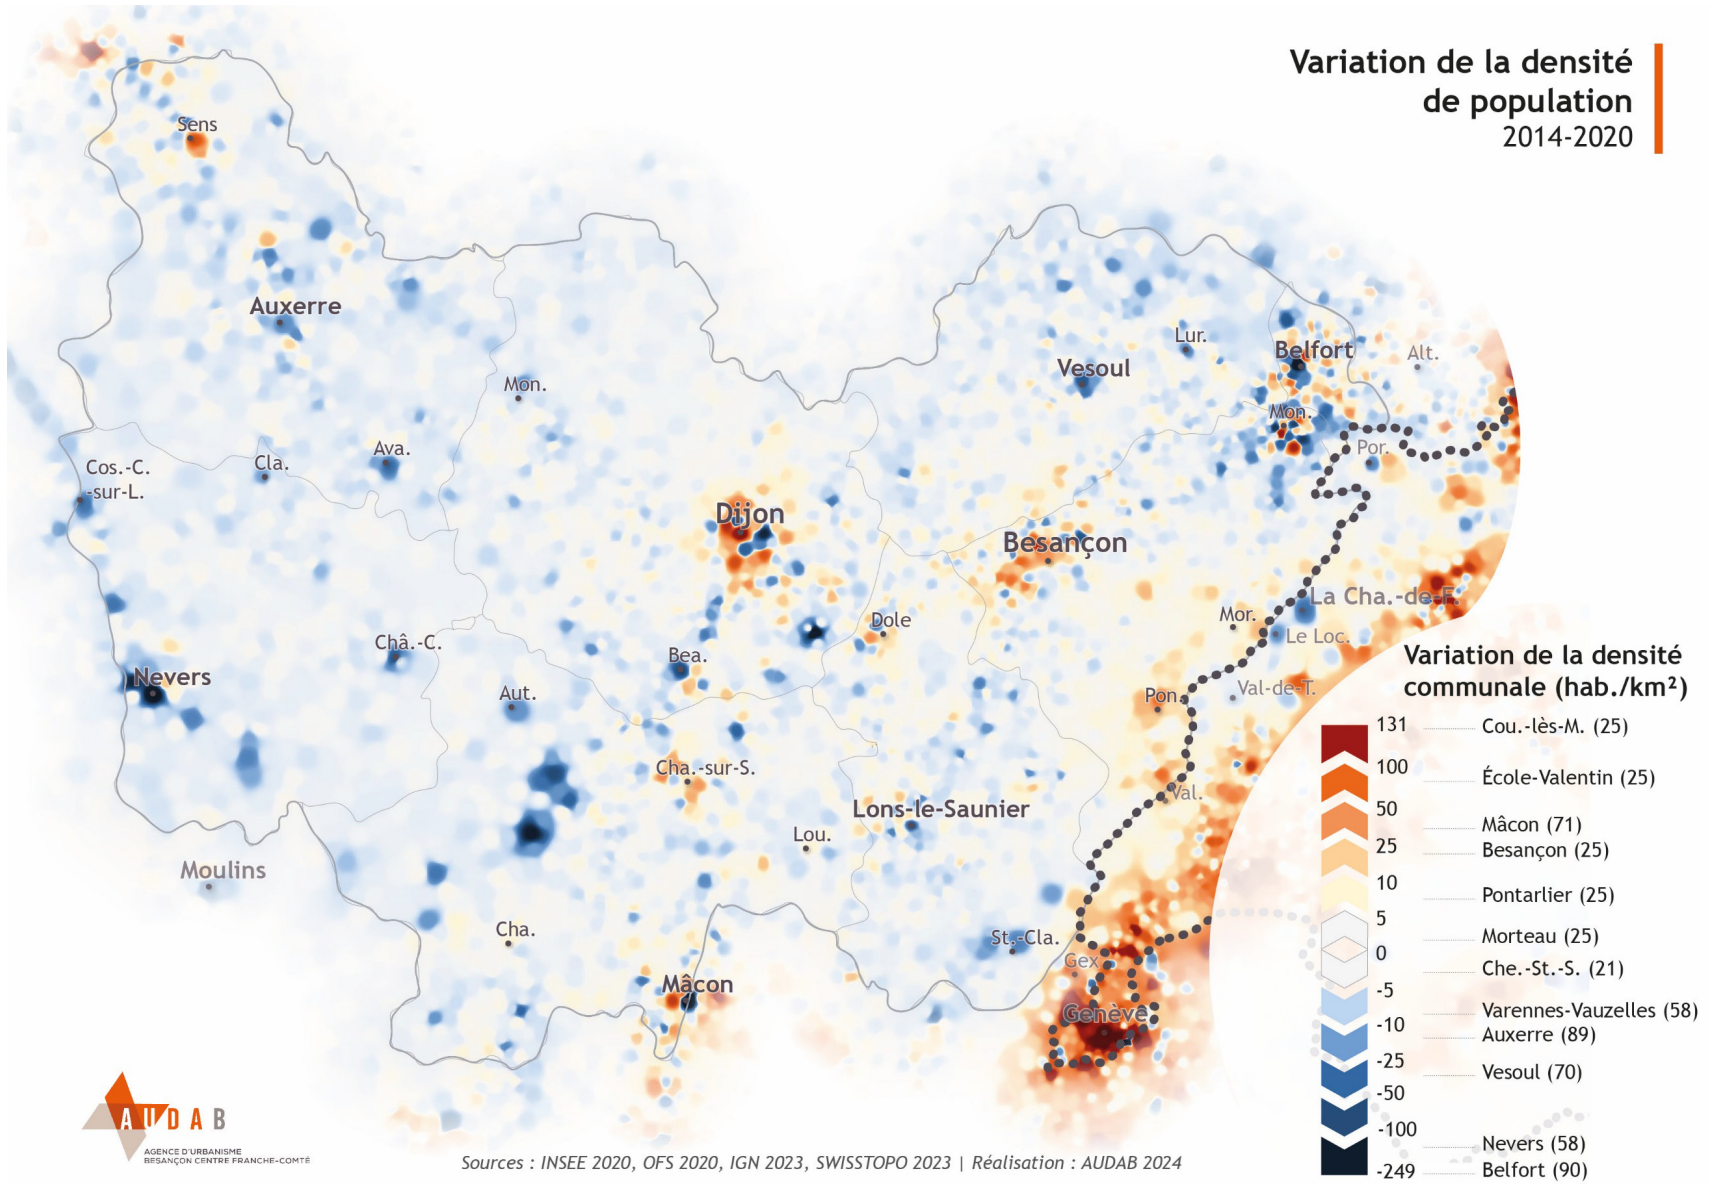 Variation de la densité
de population
2014-2020
Sens
Auxerre
Mon.
Ava.
Cla.
Cos.-C.
-sur-L.
Vesoul
Lur.
Belfort
Alt.
Mon.
Por.
Dijon
Besançon
La Cha.-de-F.
Le Loc.
Mor.
Dole
Châ.-C.
Bea.
Nevers
Aut.
Pon.
Val-de-T.
Cha.-sur-S.
Val.
Lons-le-Saunier
Lou.
Moulins
Cha.
St.-Cla.
Gex
Mâcon
Genève
Variation de la densité
communale (hab./km²)
131
Cou.-lès-M. (25)
100
École-Valentin (25)
50
Mâcon (71)
25
Besançon (25)
10
Pontarlier (25)
5
Morteau (25)
0
Che.-St.-S. (21)
-5
Varennes-Vauzelles (58)
-10
Auxerre (89)
-25
Vesoul (70)
-50
-100
Nevers (58)
-249
Belfort (90)
AUDAB
AGENCE D'URBANISME
BESANÇON CENTRE FRANCHE-COMTÉ
Sources : INSEE 2020, OFS 2020, IGN 2023, SWISSTOPO 2023 | Réalisation : AUDAB 2024